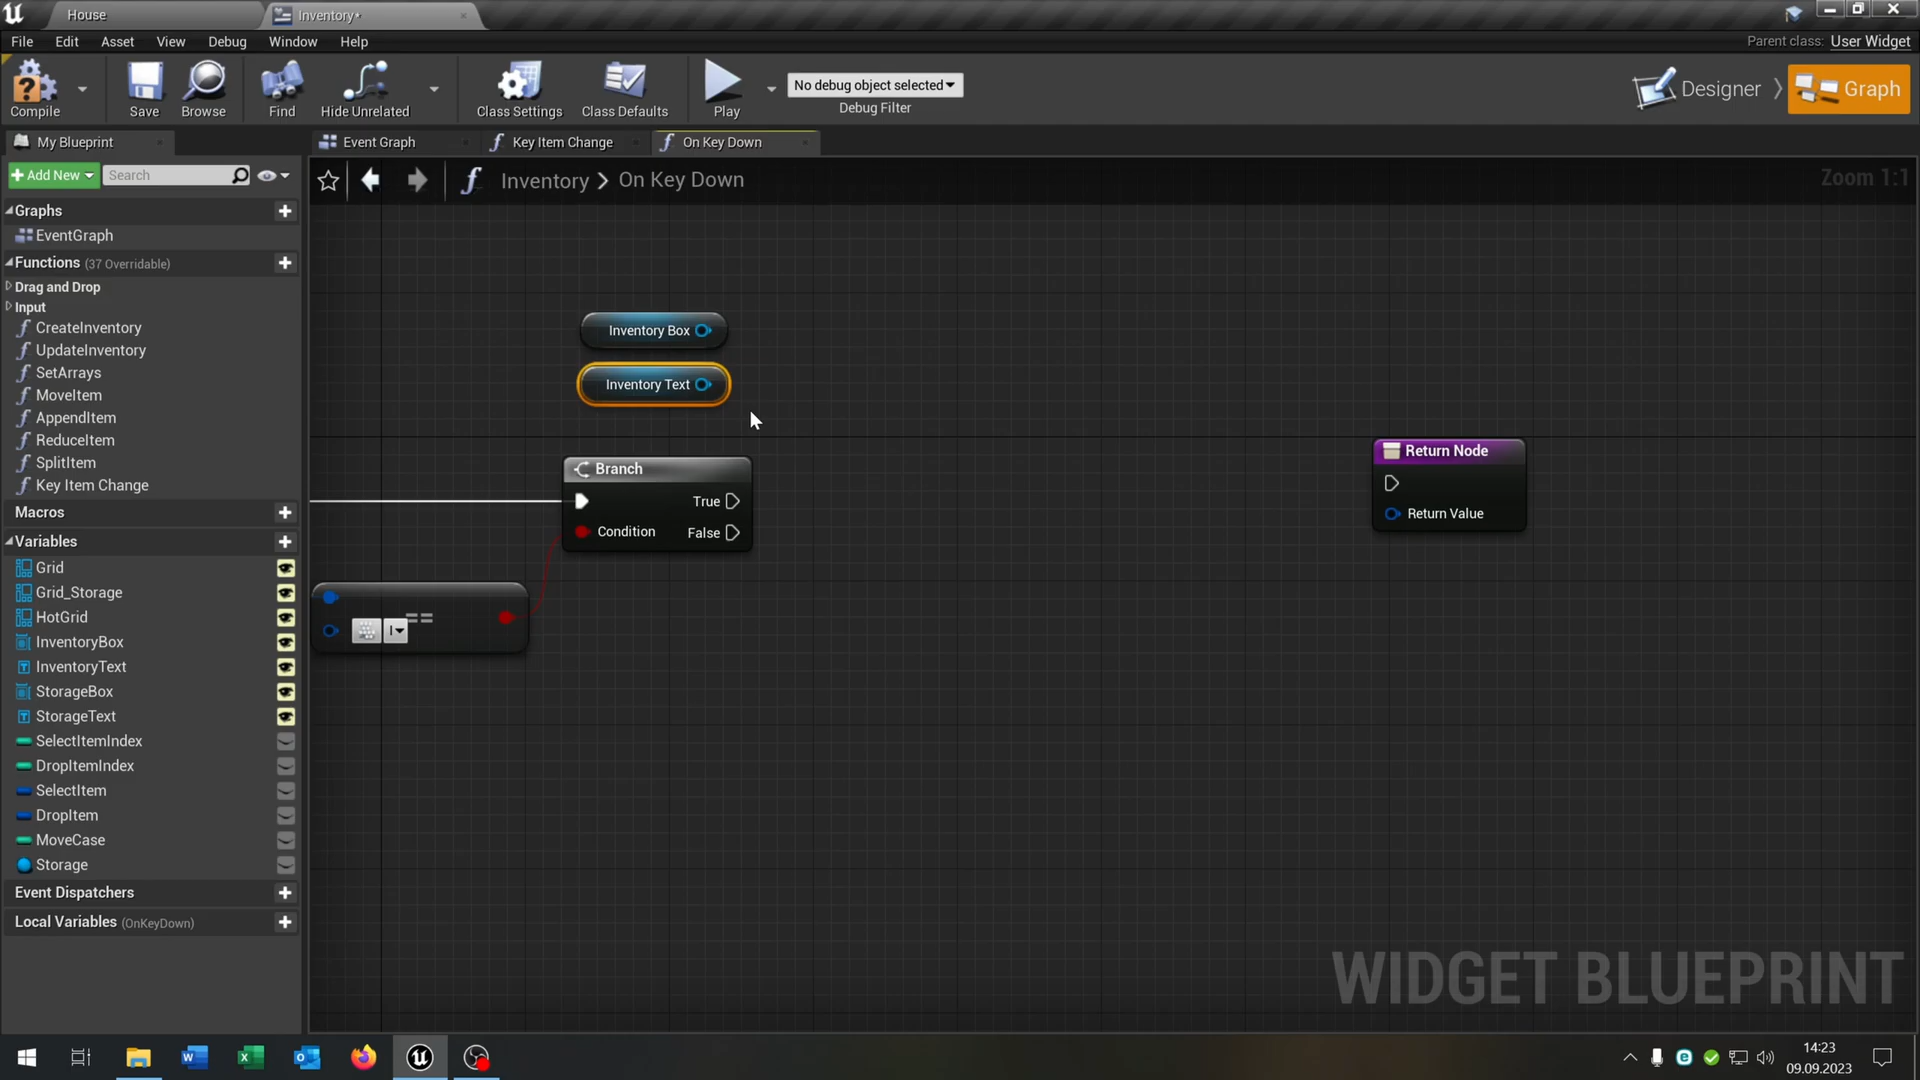 House
Inventory*
File Edit Asset View Debug Window Help
Parent class: User Widget
Compile
Save
Browse
Find
Hide Unrelated
Class Settings
Class Defaults
Play
No debug object selected
Debug Filter
Designer
Graph
My Blueprint
Event Graph
Key Item Change
On Key Down
Add New
Search
Inventory > On Key Down
Zoom 1:1
Graphs
EventGraph
Functions (37 Overridable)
Drag and Drop
Input
CreateInventory
UpdateInventory
SetArrays
MoveItem
AppendItem
ReduceItem
SplitItem
Key Item Change
Macros
Variables
Grid
Grid_Storage
HotGrid
InventoryBox
InventoryText
StorageBox
StorageText
SelectItemIndex
DropItemIndex
SelectItem
DropItem
MoveCase
Storage
Event Dispatchers
Local Variables (OnKeyDown)
Inventory Box
Inventory Text
Branch
True
Condition
False
==
I
Return Node
Return Value
WIDGET BLUEPRINT
14:23
09.09.2023